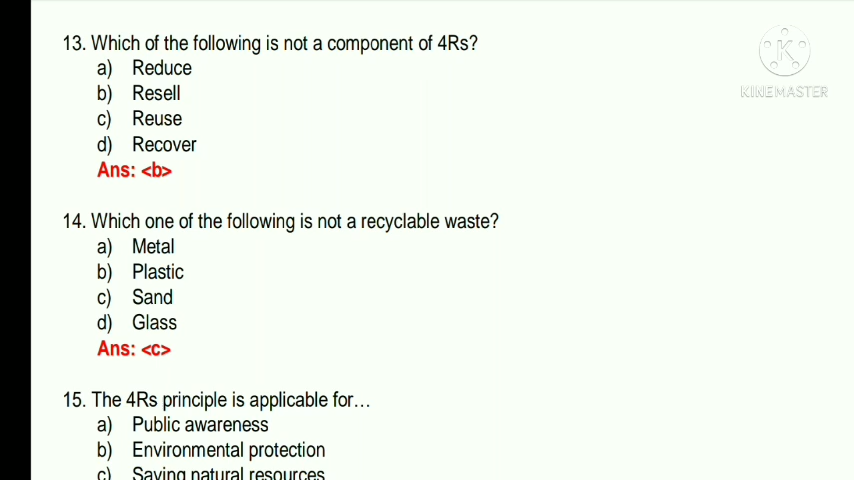 13. Which of the following is not a component of 4Rs?
a) Reduce
b) Resell
c) Reuse
d) Recover
Ans: <b>
KINEMASTER
14. Which one of the following is not a recyclable waste?
a) Metal
b) Plastic
c) Sand
d) Glass
Ans: <c>
15. The 4Rs principle is applicable for…
a) Public awareness
b) Environmental protection
c) Saving natural resources